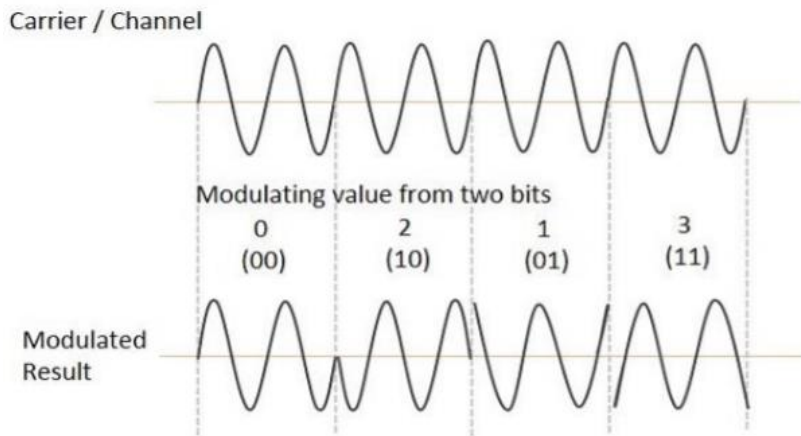 Carrier / Channel
Modulating value from two bits
0 2 1 3
(00) (10) (01) (11)
Modulated
Result